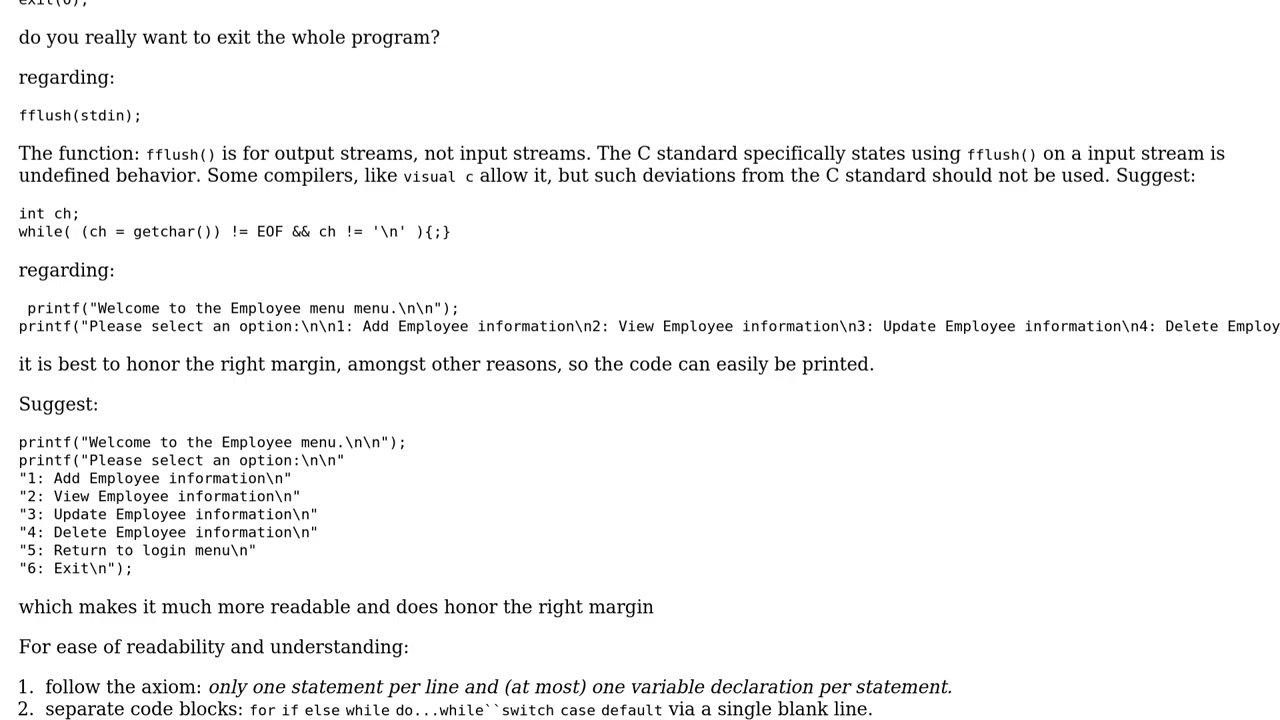 exit(0);
do you really want to exit the whole program?
regarding:
fflush(stdin);
The function: fflush() is for output streams, not input streams. The C standard specifically states using fflush() on a input stream is
undefined behavior. Some compilers, like visual c allow it, but such deviations from the C standard should not be used. Suggest:
int ch;
while( (ch = getchar()) != EOF && ch != '\n' ){;}
regarding:
printf("Welcome to the Employee menu menu.\n\n");
printf("Please select an option:\n\n1: Add Employee information\n2: View Employee information\n3: Update Employee information\n4: Delete Employ
it is best to honor the right margin, amongst other reasons, so the code can easily be printed.
Suggest:
printf("Welcome to the Employee menu.\n\n");
printf("Please select an option:\n\n"
"1: Add Employee information\n"
"2: View Employee information\n"
"3: Update Employee information\n"
"4: Delete Employee information\n"
"5: Return to login menu\n"
"6: Exit\n");
which makes it much more readable and does honor the right margin
For ease of readability and understanding:
1. follow the axiom: only one statement per line and (at most) one variable declaration per statement.
2. separate code blocks: for if else while do...while``switch case default via a single blank line.